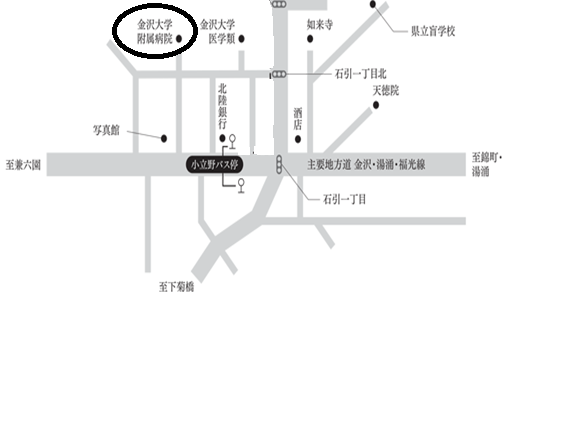 金沢大学
附属病院
金沢大学
医学類
如来寺
県立盲学校
石引一丁目北
天徳院
北陸銀行
酒店
写真館
至兼六園
小立野バス停
主要地方道 金沢・湯涌・福光線
至錦町・
湯涌
石引一丁目
至下菊橋